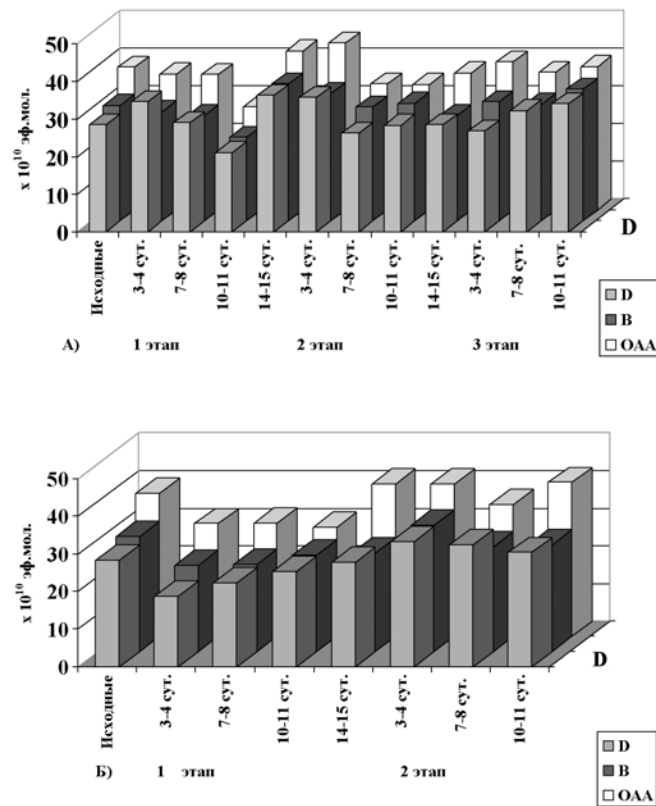 50
40
30
20
10
0
х 10¹⁰ эф.мол.
D
Исходные
3-4 сут.
7-8 сут.
10-11 сут.
14-15 сут.
3-4 сут.
7-8 сут.
10-11 сут.
14-15 сут.
3-4 сут.
7-8 сут.
10-11 сут.
D
B
ОАА
А) 1 этап 2 этап 3 этап
50
40
30
20
10
0
х 10¹⁰ эф.мол.
D
Исходные
3-4 сут.
7-8 сут.
10-11 сут.
14-15 сут.
3-4 сут.
7-8 сут.
10-11 сут.
D
B
ОАА
Б) 1 этап 2 этап